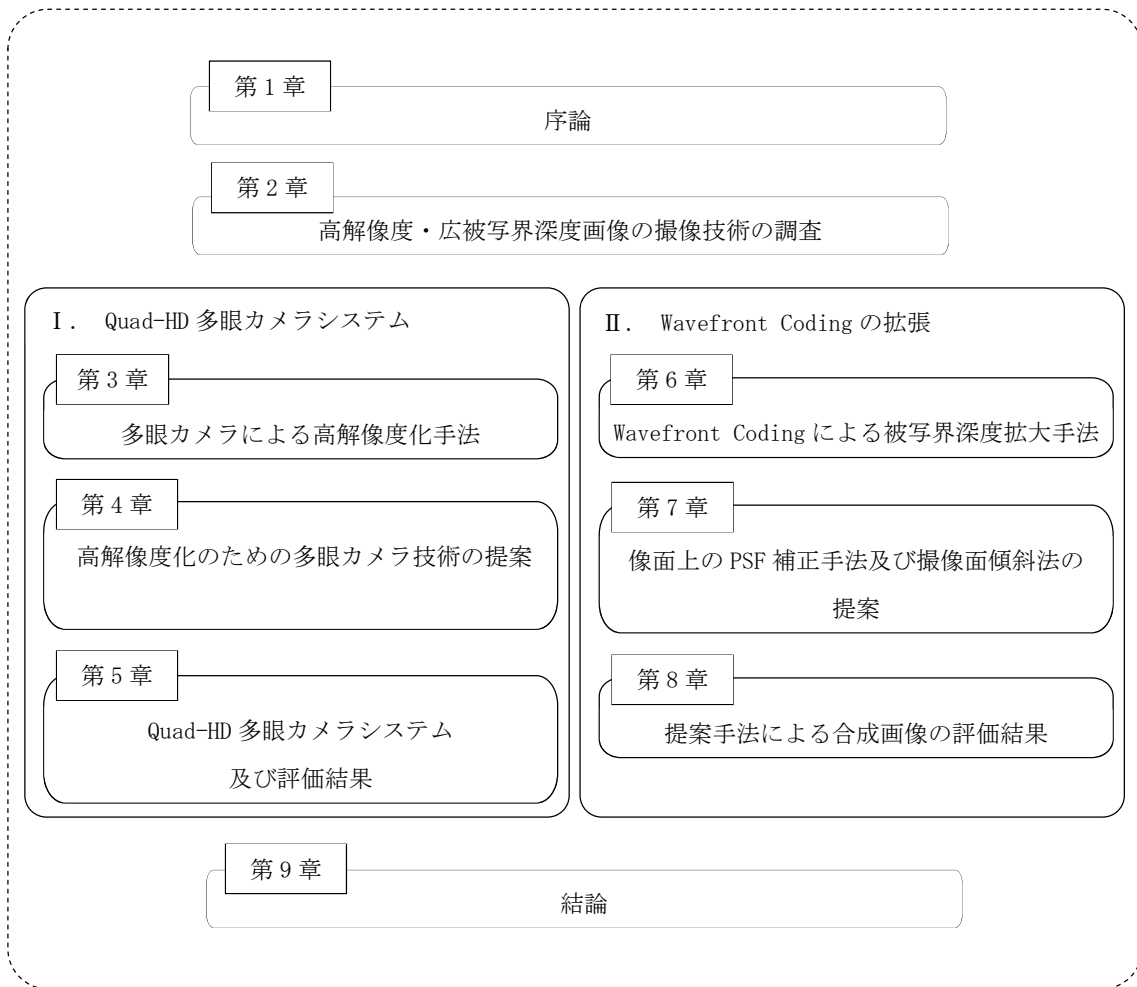 第1章
序論
第2章
高解像度・広被写界深度画像の撮像技術の調査
Ⅰ. Quad-HD 多眼カメラシステム
第3章
多眼カメラによる高解像度化手法
第4章
高解像度化のための多眼カメラ技術の提案
第5章
Quad-HD 多眼カメラシステム
及び評価結果
Ⅱ. Wavefront Coding の拡張
第6章
Wavefront Coding による被写界深度拡大手法
第7章
像面上の PSF 補正手法及び撮像面傾斜法の
提案
第8章
提案手法による合成画像の評価結果
第9章
結論